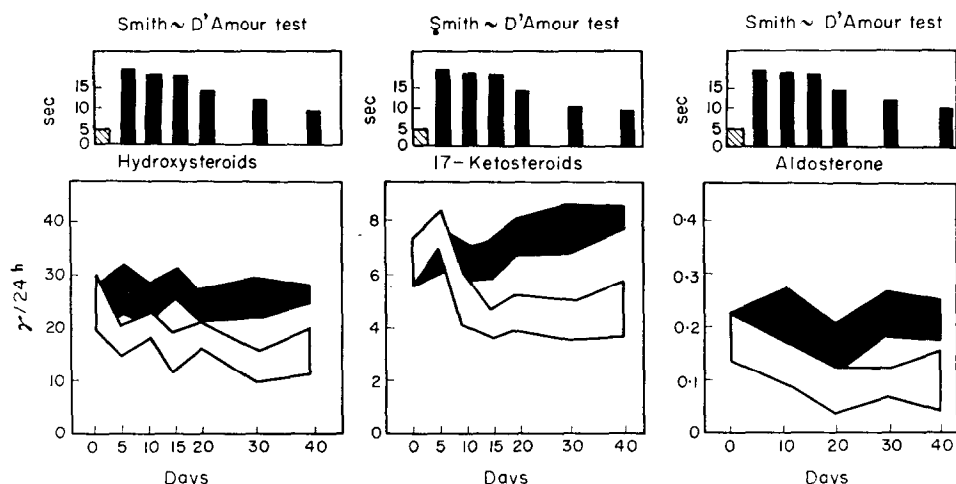 Smith ~ D'Amour test
15
10
5
0
sec
Hydroxysteroids
40
30
20
10
0
γ/24 h
0 5 10 15 20 30 40
Days
Smith ~ D'Amour test
15
10
5
0
sec
17-Ketosteroids
8
6
4
2
0
0 5 10 15 20 30 40
Days
Smith ~ D'Amour test
15
10
5
0
sec
Aldosterone
0·4
0·3
0·2
0·1
0
0 10 20 30 40
Days